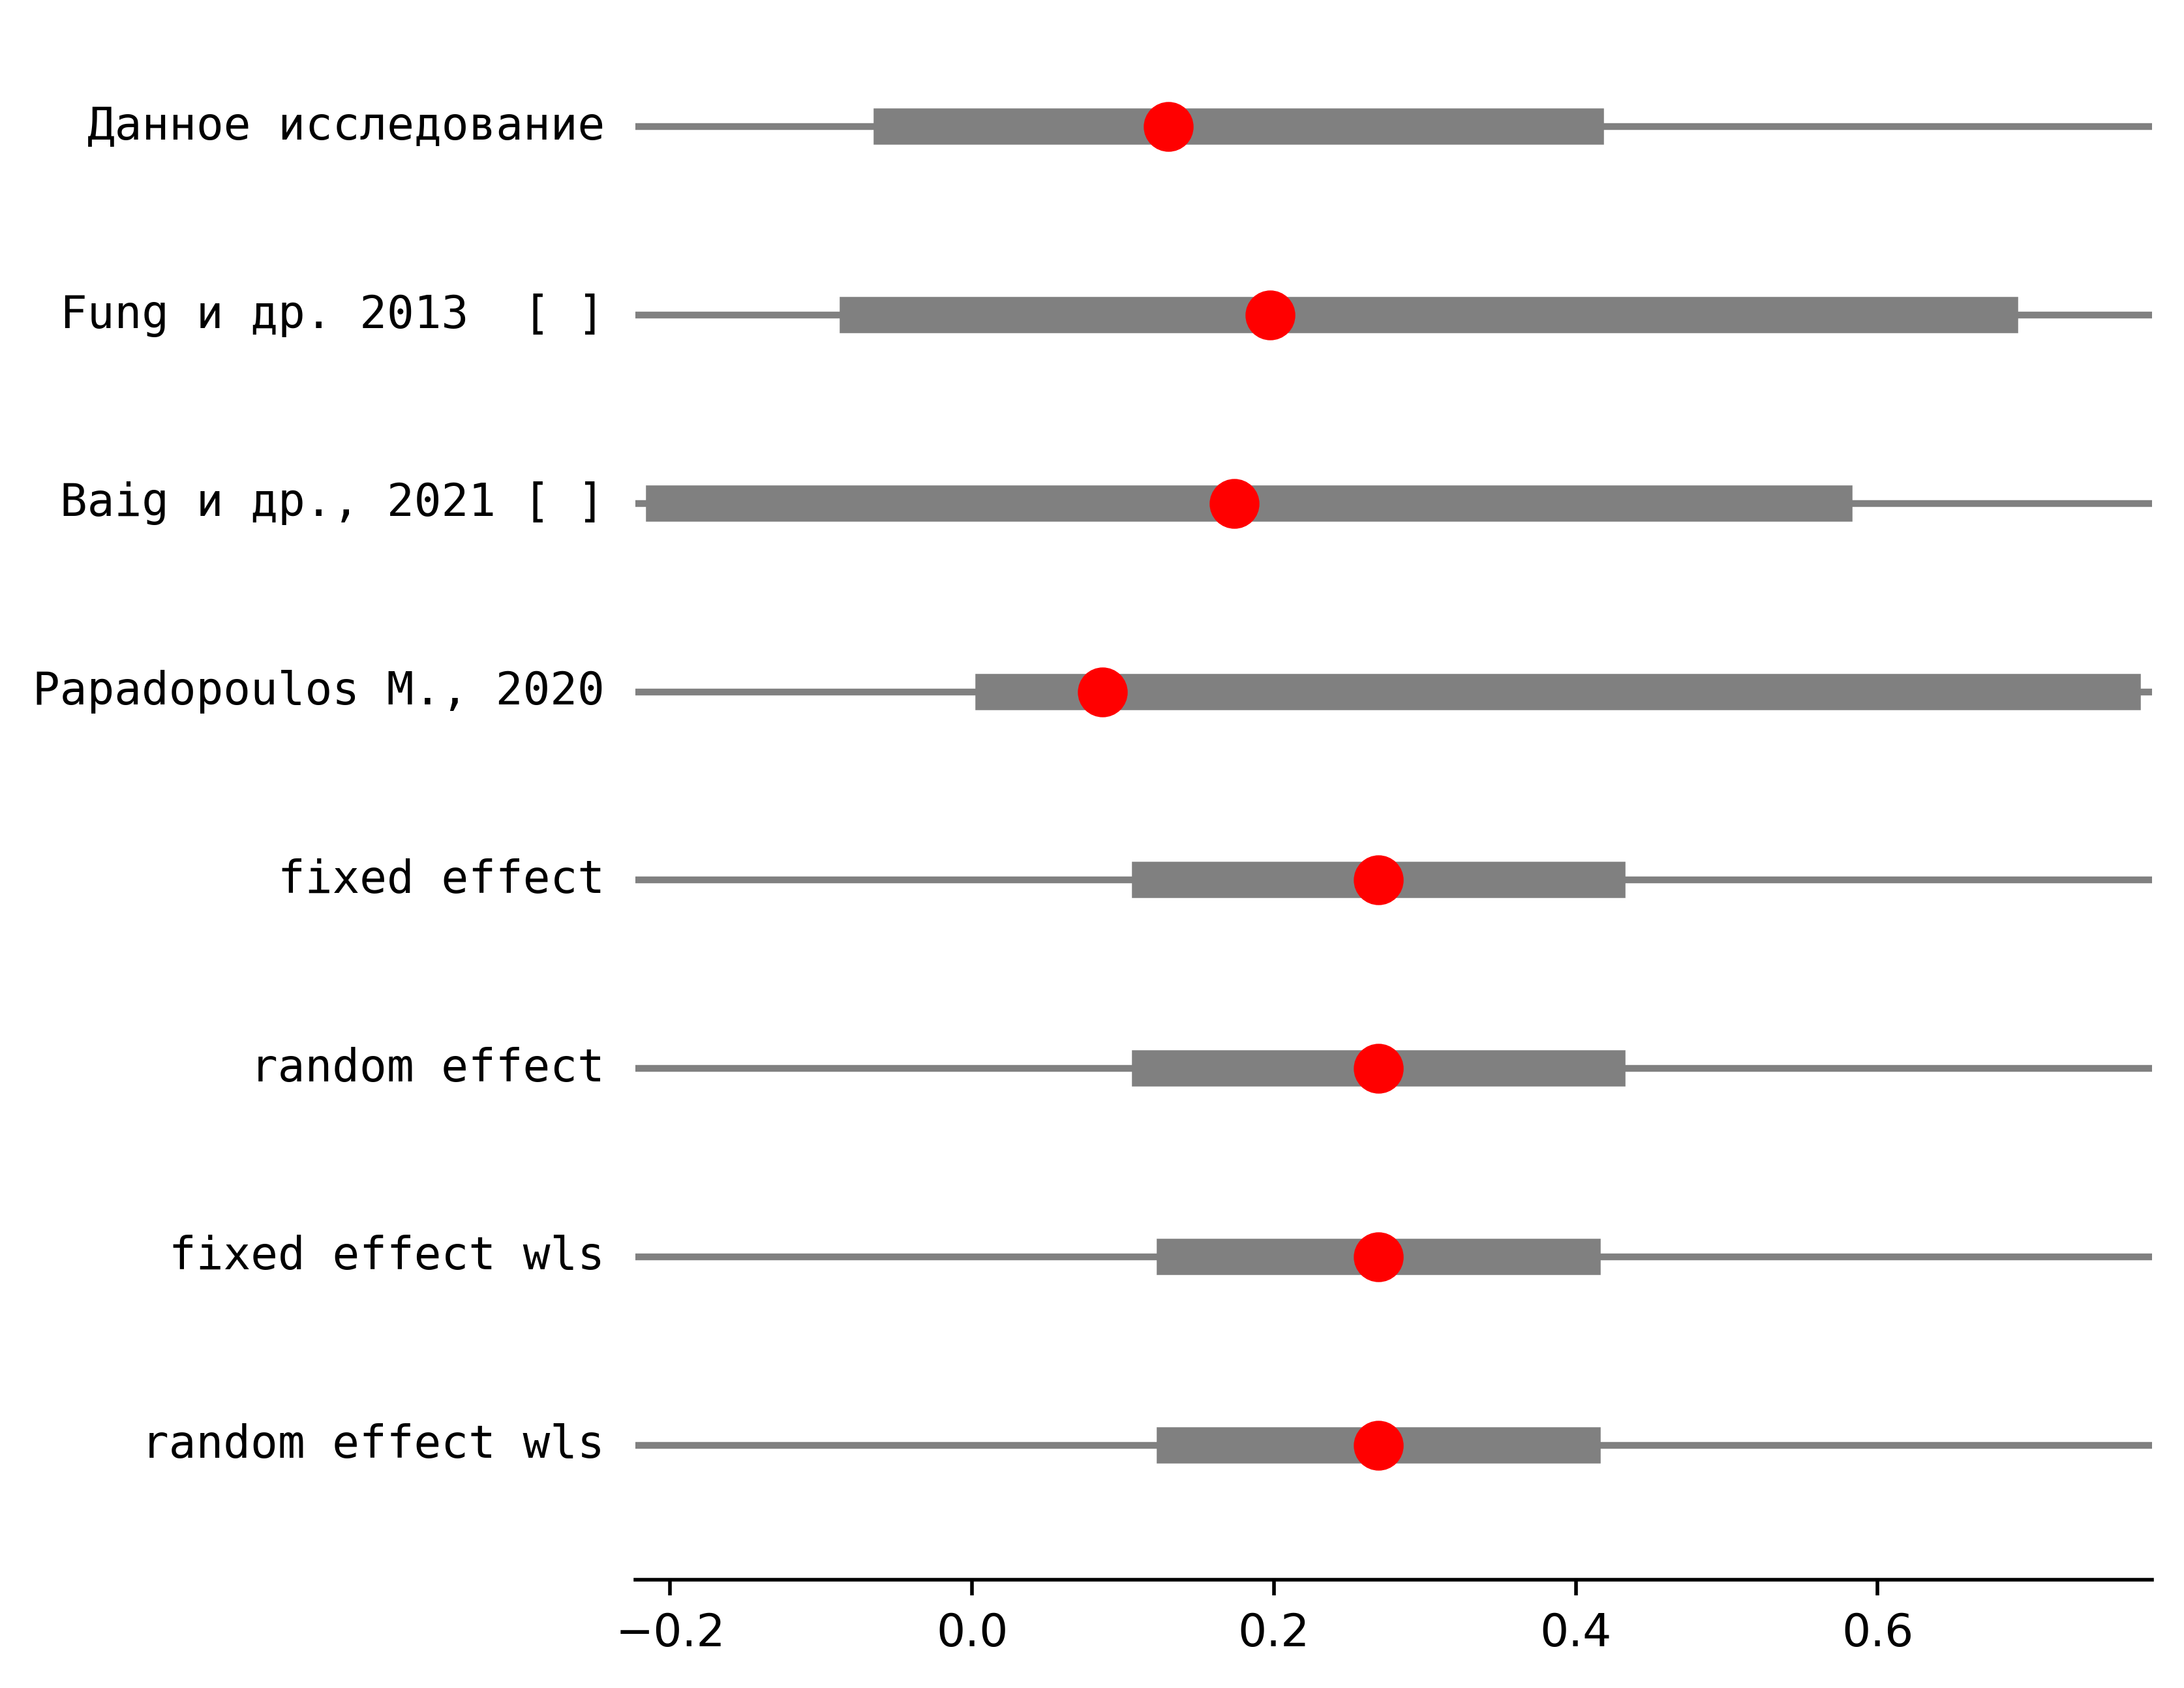 Данное исследование
Fung и др. 2013  [ ]
Baig и др., 2021 [ ]
Papadopoulos M., 2020
fixed effect
random effect
fixed effect wls
random effect wls
−0.2 0.0 0.2 0.4 0.6